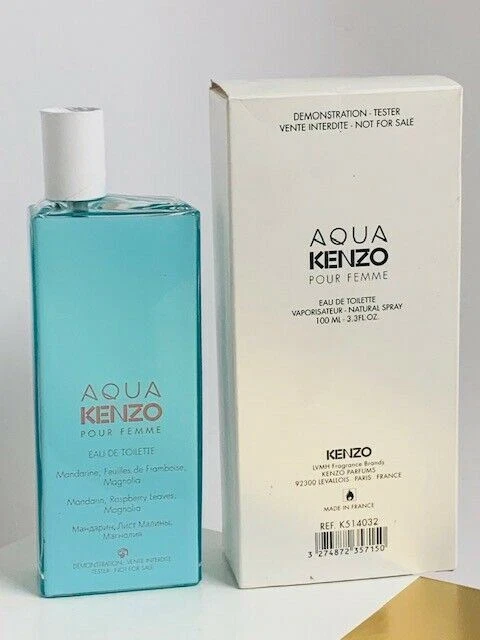 AQUA
KENZO
POUR FEMME
EAU DE TOILETTE
Mandarine, Feuilles de Framboise,
Magnolia
Mandarin, Raspberry Leaves,
Magnolia
Мандарин, Лист Малины,
Магнолия
DEMONSTRATION - VENTE INTERDITE
TESTER - NOT FOR SALE
DEMONSTRATION - TESTER
VENTE INTERDITE - NOT FOR SALE
AQUA
KENZO
POUR FEMME
EAU DE TOILETTE
VAPORISATEUR - NATURAL SPRAY
100 ML - 3.3FL.OZ.
KENZO
LVMH Fragrance Brands
KENZO PARFUMS
92300 LEVALLOIS PARIS FRANCE
MADE IN FRANCE
REF. K514032
3 274872 357150